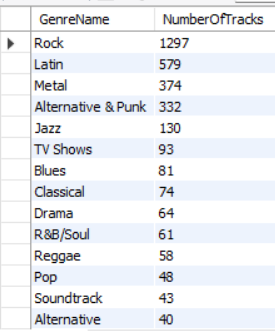 GenreName NumberOfTracks
Rock 1297
Latin 579
Metal 374
Alternative & Punk 332
Jazz 130
TV Shows 93
Blues 81
Classical 74
Drama 64
R&B/Soul 61
Reggae 58
Pop 48
Soundtrack 43
Alternative 40